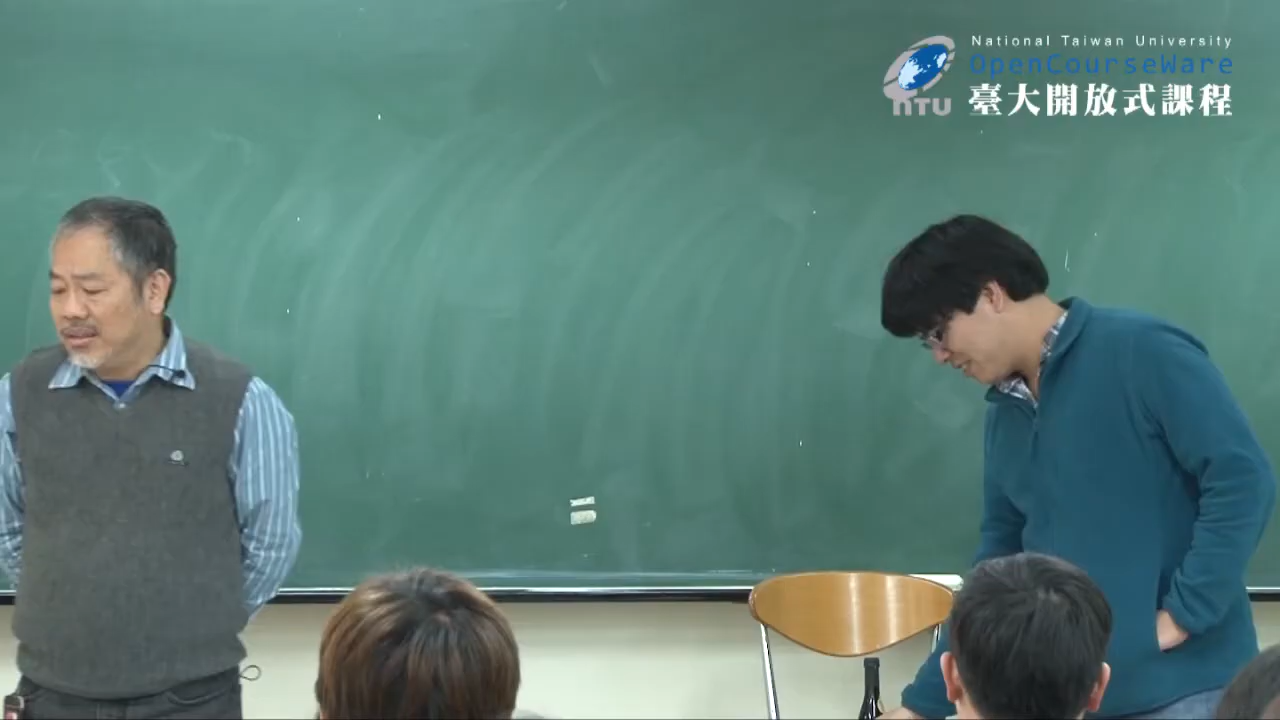 National Taiwan University
OpenCourseWare
NTU 臺大開放式課程